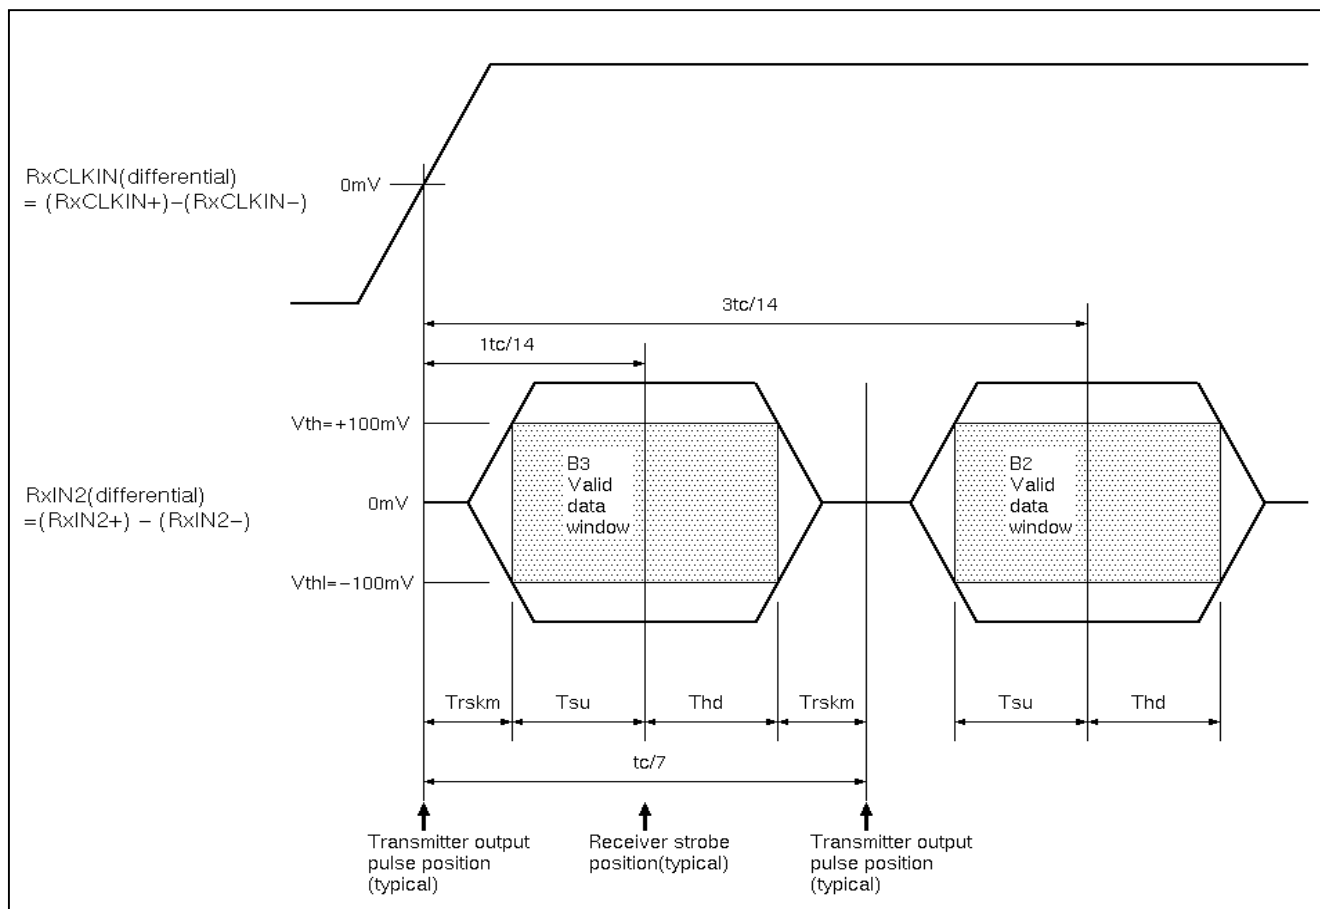 RxCLKIN(differential)
= (RxCLKIN+)-(RxCLKIN-)
0mV
3tc/14
1tc/14
Vth=+100mV
B3
Valid
data
window
B2
Valid
data
window
RxIN2(differential)
=(RxIN2+) - (RxIN2-)
0mV
Vthl=-100mV
Trskm
Tsu
Thd
Trskm
Tsu
Thd
tc/7
Transmitter output
pulse position
(typical)
Receiver strobe
position(typical)
Transmitter output
pulse position
(typical)